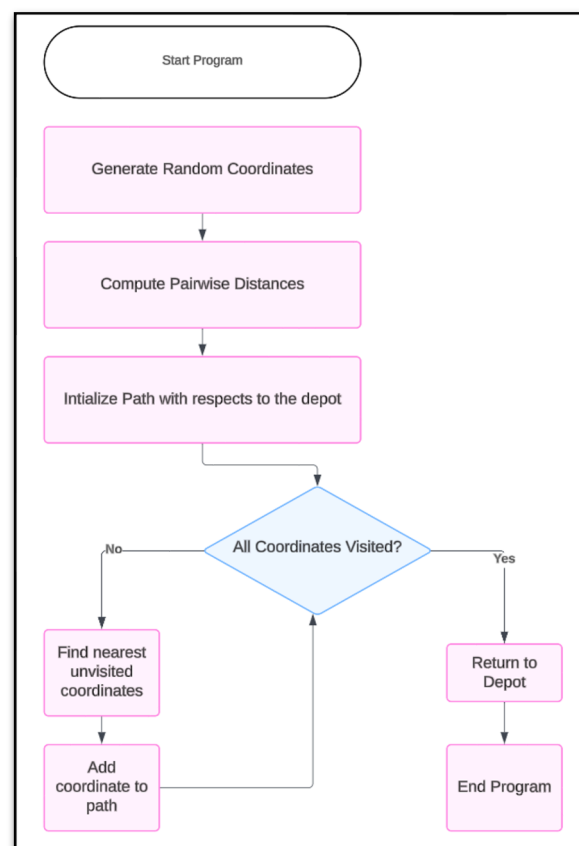 Start Program
Generate Random Coordinates
Compute Pairwise Distances
Intialize Path with respects to the depot
All Coordinates Visited?
No
Yes
Find nearest
unvisited
coordinates
Return to
Depot
Add
coordinate to
path
End Program